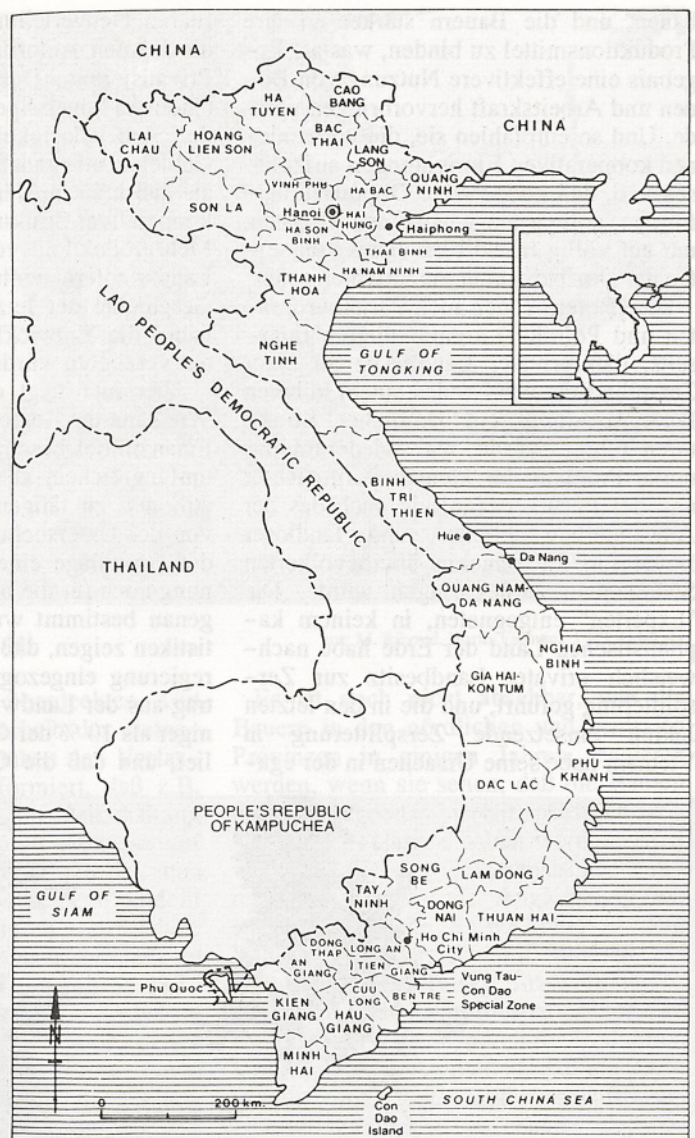 CHINA
CHINA
HA
TUYEN
CAO
BANG
LAI
CHAU
HOANG
LIEN SON
BAC
THAI
LANG
SON
QUANG
NINH
VINH PHU
HA BAC
SON LA
Hanoi
HAI
HUNG
Haiphong
HA SON
BINH
THAI BINH
HA NAM NINH
THANH
HOA
NGHE
TINH
GULF OF
TONGKING
LAO PEOPLE'S DEMOCRATIC REPUBLIC
BINH
TRI
THIEN
Hue
Da Nang
THAILAND
QUANG NAM
DA NANG
NGHIA
BINH
GIA HAI-
KON TUM
PHU
KHANH
DAC LAC
PEOPLE'S REPUBLIC
OF KAMPUCHEA
SONG
BE
LAM DONG
TAY
NINH
DONG
NAI
THUAN HAI
GULF OF
SIAM
Ho Chi Minh
City
DONG
THAP
LONG AN
AN
GIANG
TIEN
GIANG
Phu Quoc
Vung Tau-
Con Dao
Special Zone
CUU
LONG
BEN TRE
KIEN
GIANG
HAU
GIANG
MINH
HAI
N
0 200 km.
Con
Dao
Island
SOUTH CHINA SEA